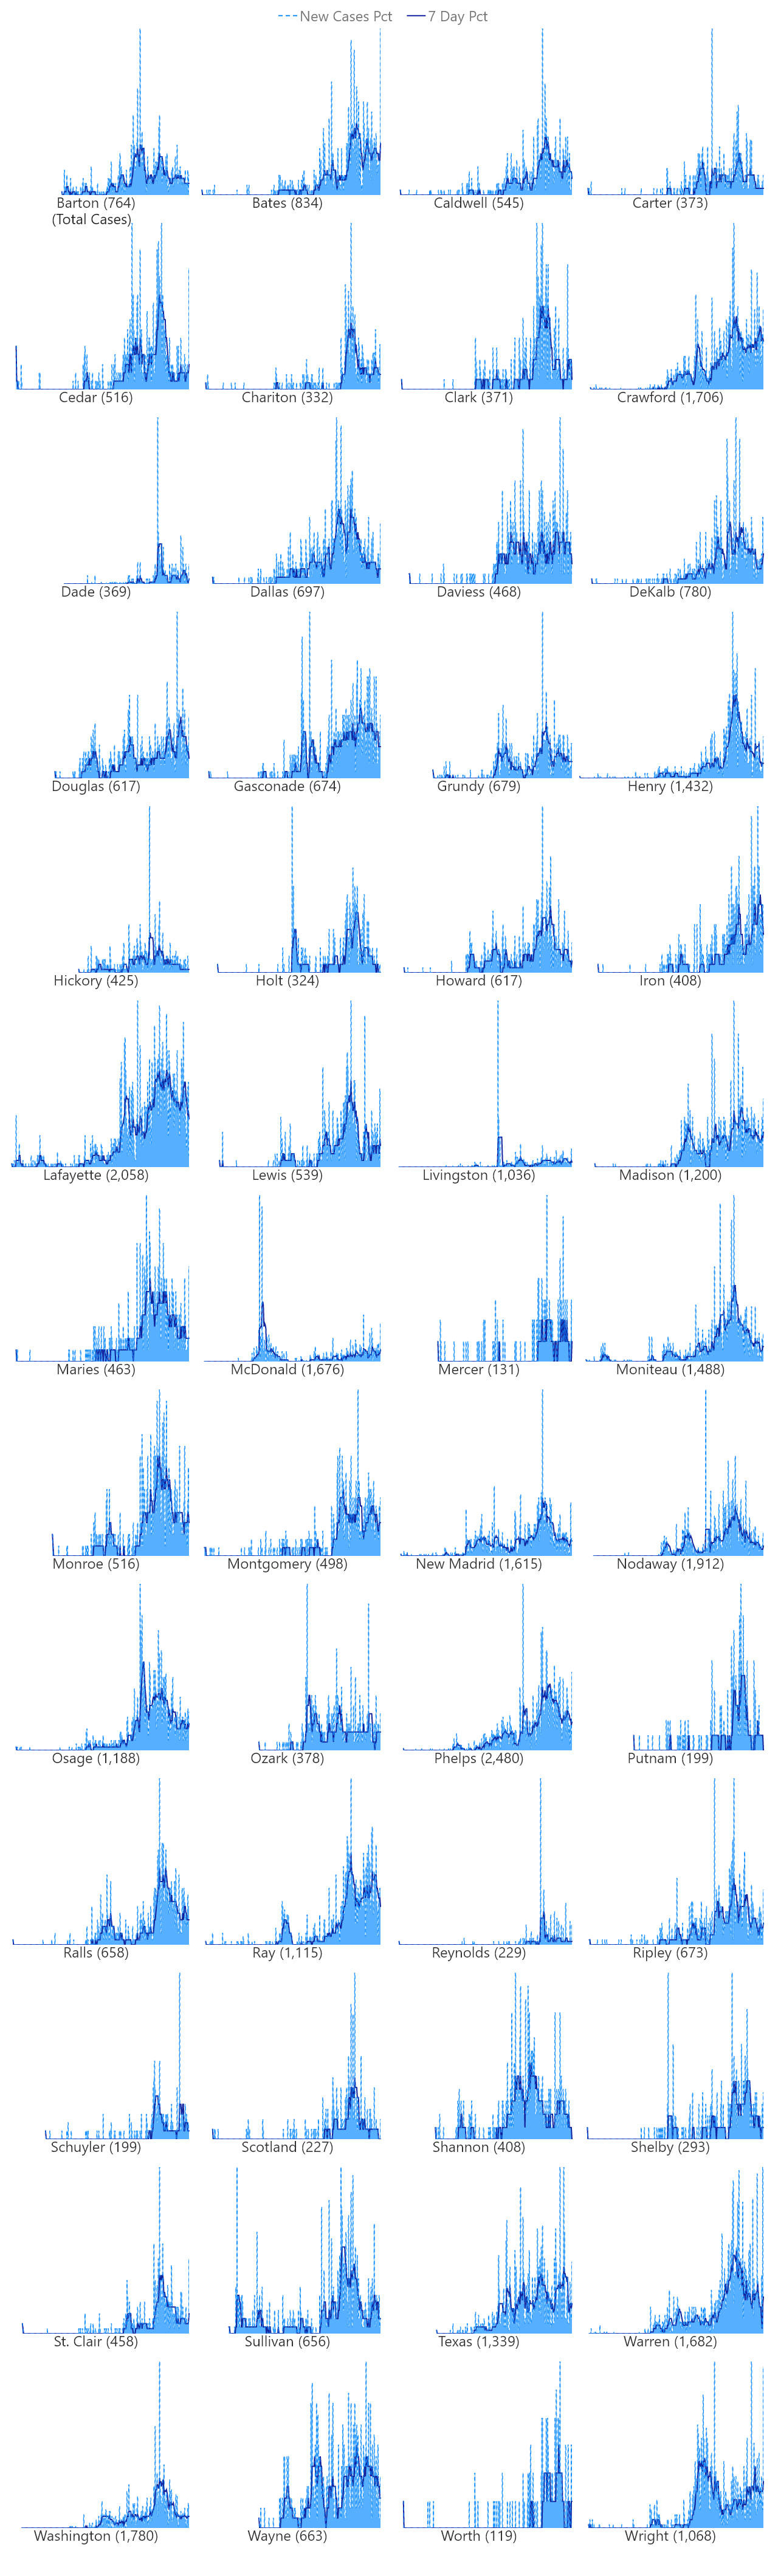 New Cases Pct 7 Day Pct
Barton (764) Bates (834) Caldwell (545) Carter (373)
(Total Cases)
Cedar (516) Chariton (332) Clark (371) Crawford (1,706)
Dade (369) Dallas (697) Daviess (468) DeKalb (780)
Douglas (617) Gasconade (674) Grundy (679) Henry (1,432)
Hickory (425) Holt (324) Howard (617) Iron (408)
Lafayette (2,058) Lewis (539) Livingston (1,036) Madison (1,200)
Maries (463) McDonald (1,676) Mercer (131) Moniteau (1,488)
Monroe (516) Montgomery (498) New Madrid (1,615) Nodaway (1,912)
Osage (1,188) Ozark (378) Phelps (2,480) Putnam (199)
Ralls (658) Ray (1,115) Reynolds (229) Ripley (673)
Schuyler (199) Scotland (227) Shannon (408) Shelby (293)
St. Clair (458) Sullivan (656) Texas (1,339) Warren (1,682)
Washington (1,780) Wayne (663) Worth (119) Wright (1,068)